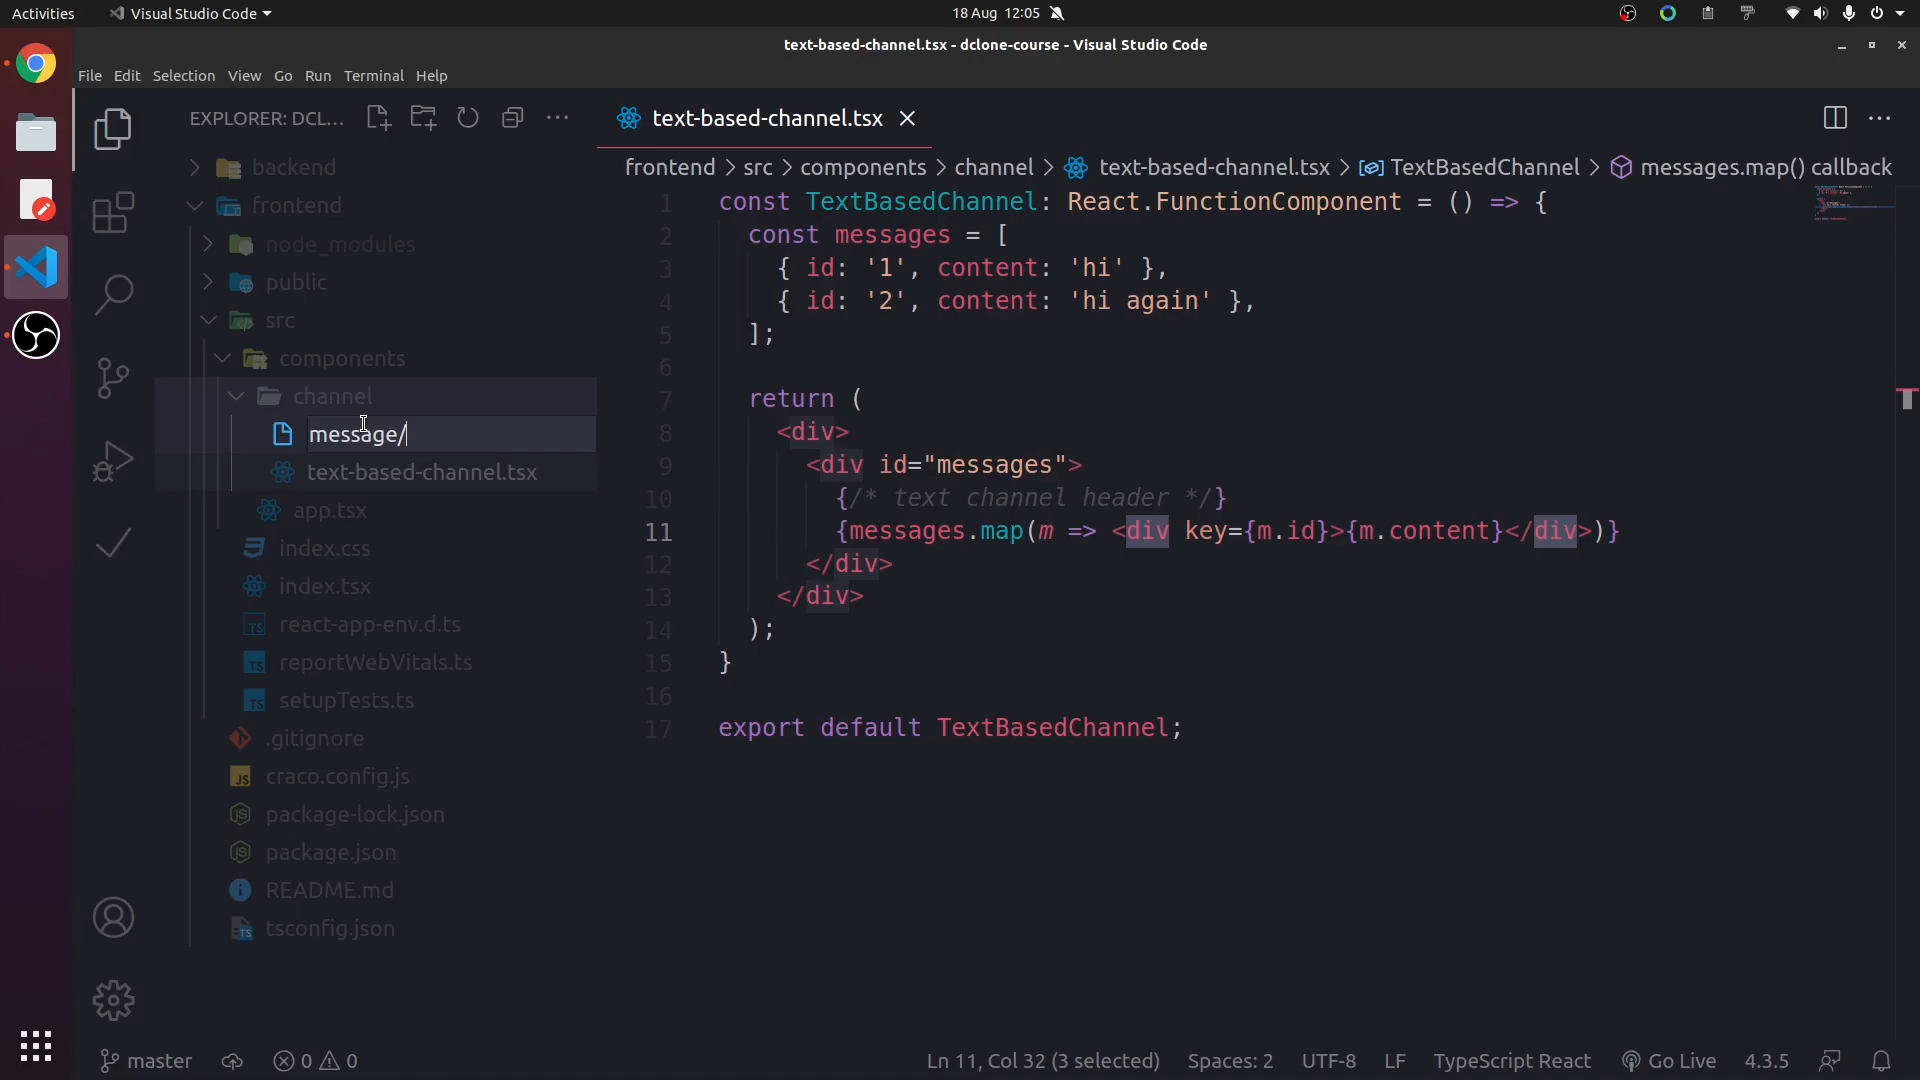 Activities
Visual Studio Code
18 Aug 12:05
text-based-channel.tsx - dclone-course - Visual Studio Code
File Edit Selection View Go Run Terminal Help
EXPLORER: DCL...
text-based-channel.tsx
backend
frontend
node_modules
public
src
components
channel
message/
text-based-channel.tsx
app.tsx
index.css
index.tsx
react-app-env.d.ts
reportWebVitals.ts
setupTests.ts
.gitignore
craco.config.js
package-lock.json
package.json
README.md
tsconfig.json
frontend > src > components > channel > text-based-channel.tsx > TextBasedChannel > messages.map() callback
1 const TextBasedChannel: React.FunctionComponent = () => {
2 const messages = [
3 { id: '1', content: 'hi' },
4 { id: '2', content: 'hi again' },
5 ];
6
7 return (
8 <div>
9 <div id="messages">
10 {/* text channel header */}
11 {messages.map(m => <div key={m.id}>{m.content}</div>)}
12 </div>
13 </div>
14 );
15 }
16
17 export default TextBasedChannel;
master 0 0 Ln 11, Col 32 (3 selected) Spaces: 2 UTF-8 LF TypeScript React Go Live 4.3.5